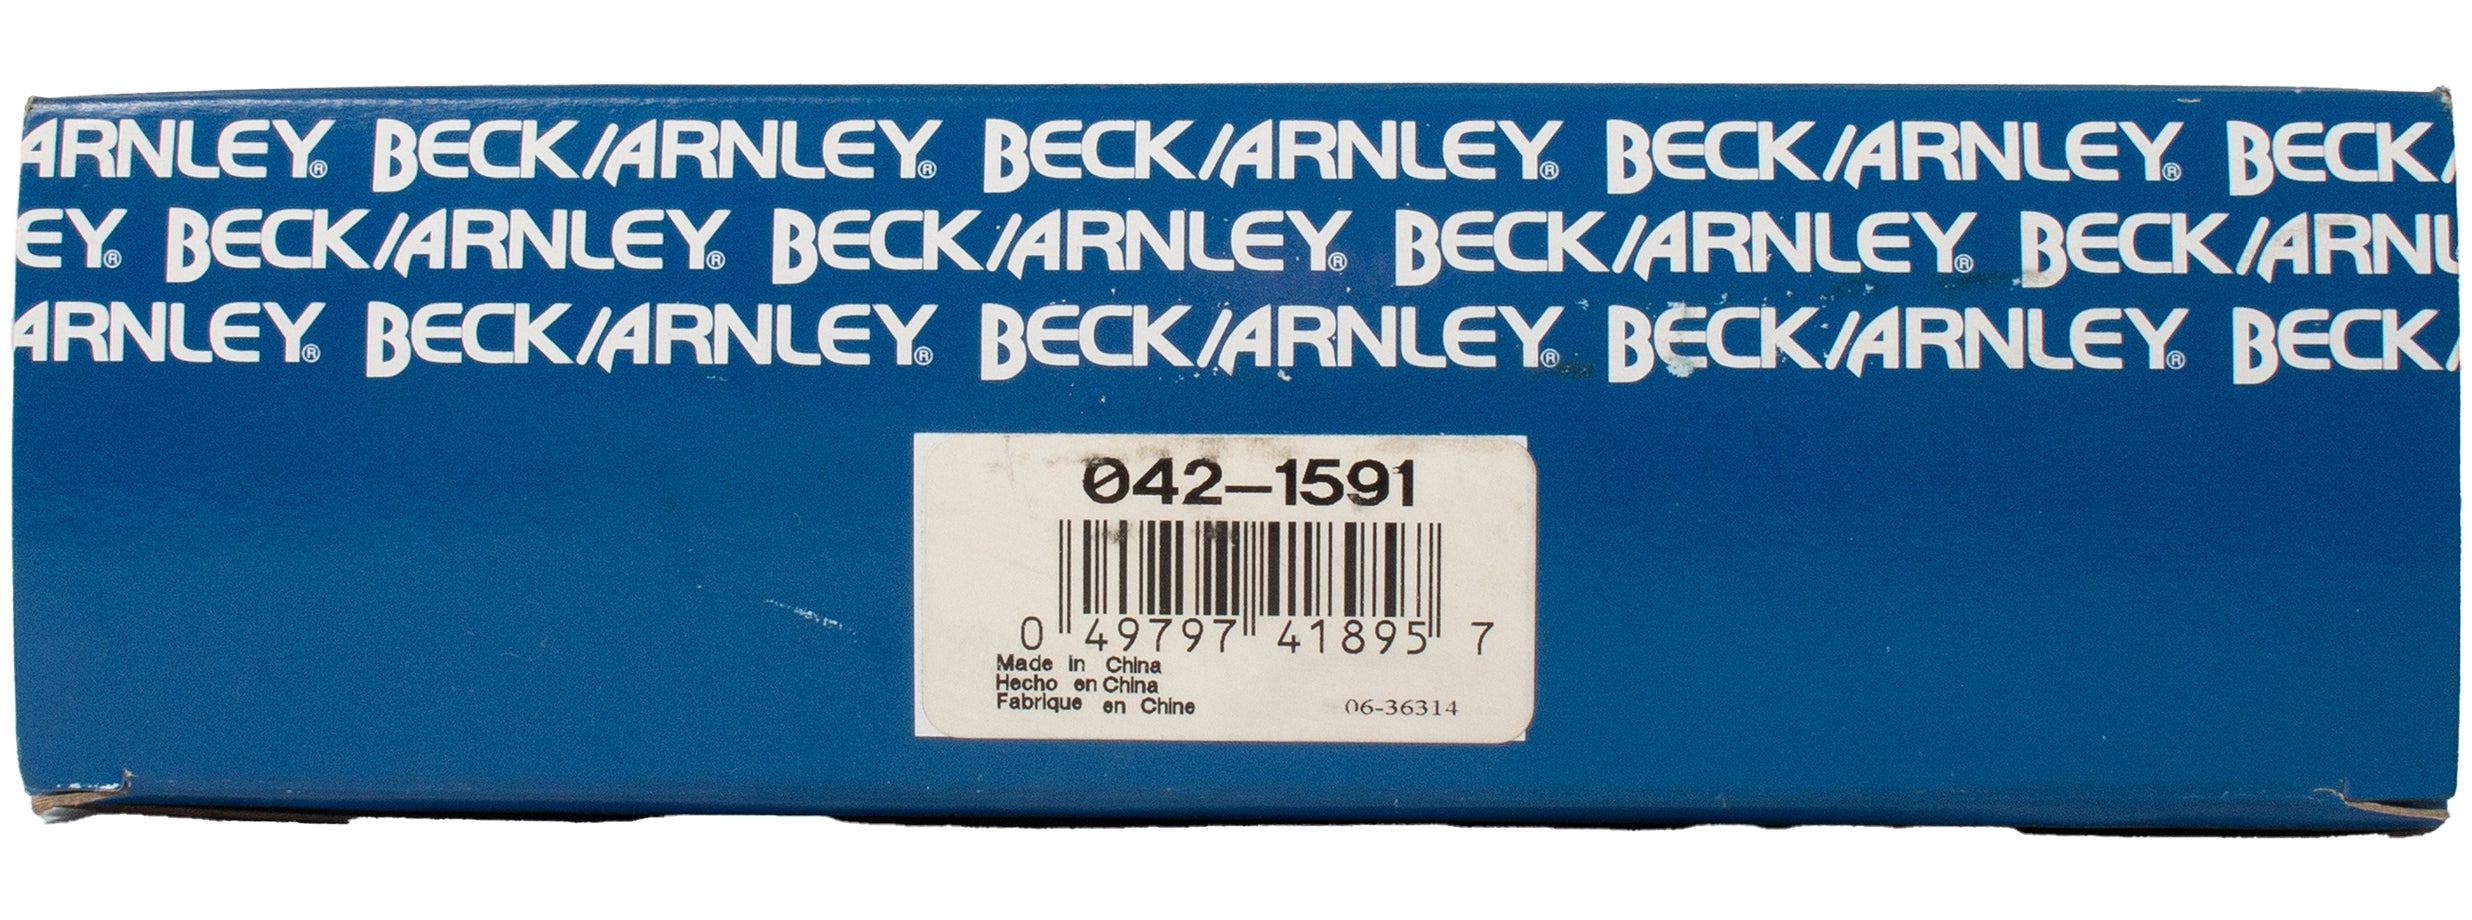 ARNLEY® BECK/ARNLEY® BECK/ARNLEY® BECK/ARNLEY® BECK/
EY® BECK/ARNLEY® BECK/ARNLEY® BECK/ARNLEY® BECK/ARNL
ARNLEY® BECK/ARNLEY® BECK/ARNLEY® BECK/ARNLEY® BECK/
042-1591
0 49797 41895 7
Made in China
Hecho en China
Fabrique en Chine
06-36314